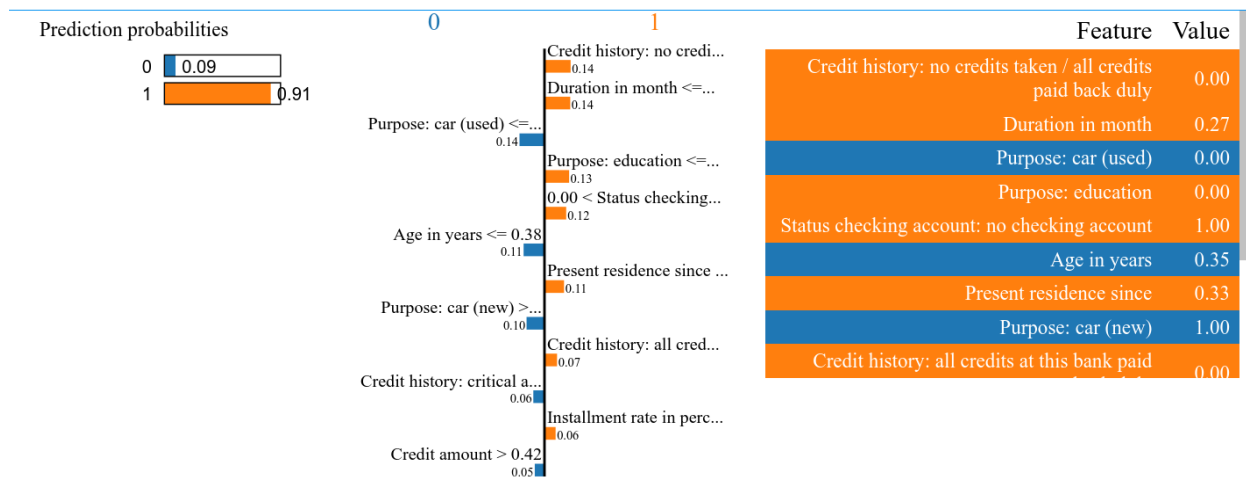 Prediction probabilities
0 0.09
1 0.91
0 1
Credit history: no credi...
0.14
Duration in month <=...
0.14
Purpose: car (used) <=...
0.14
Purpose: education <=...
0.13
0.00 < Status checking...
0.12
Age in years <= 0.38
0.11
Present residence since ...
0.11
Purpose: car (new) >...
0.10
Credit history: all cred...
0.07
Credit history: critical a...
0.06
Installment rate in perc...
0.06
Credit amount > 0.42
0.05
Feature Value
Credit history: no credits taken / all credits
paid back duly 0.00
Duration in month 0.27
Purpose: car (used) 0.00
Purpose: education 0.00
Status checking account: no checking account 1.00
Age in years 0.35
Present residence since 0.33
Purpose: car (new) 1.00
Credit history: all credits at this bank paid
0.00